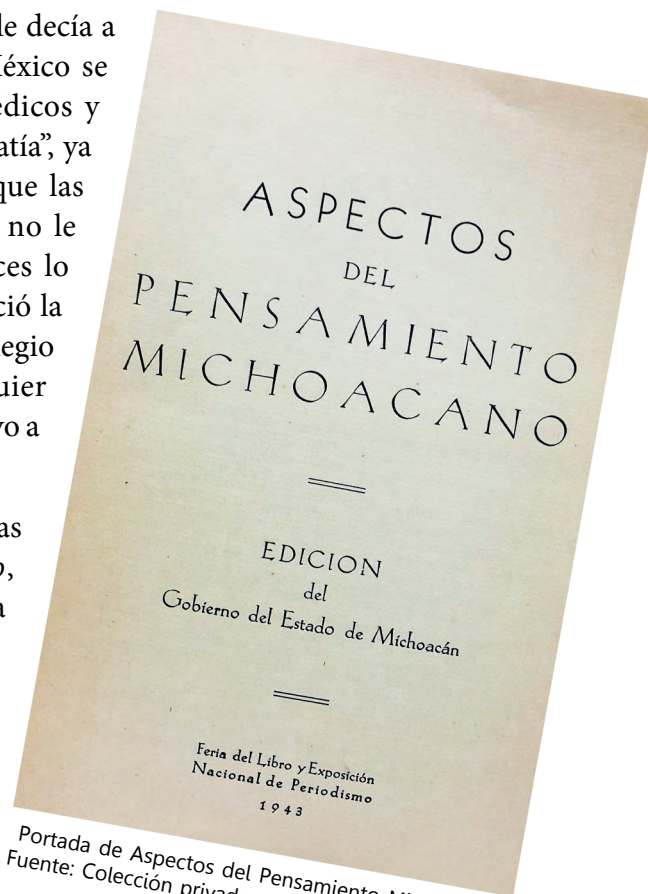 le decía a
éxico se
édicos y
atía”, ya
que las
no le
ces lo
ció la
legio
uier
vo a
as
o,
a
ASPECTOS
DEL
PENSAMIENTO
MICHOACANO
EDICION
del
Gobierno del Estado de Michoacán
Feria del Libro y Exposición
Nacional de Periodismo
1943
Portada de Aspectos del Pensamiento
Fuente: Colección